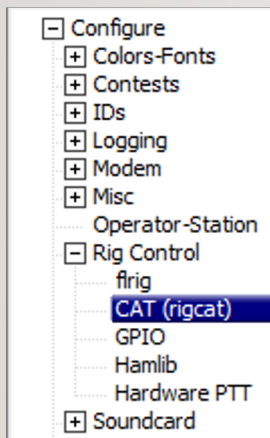 Configure
Colors-Fonts
Contests
IDs
Logging
Modem
Misc
Operator-Station
Rig Control
flrig
CAT (rigcat)
GPIO
Hamlib
Hardware PTT
Soundcard